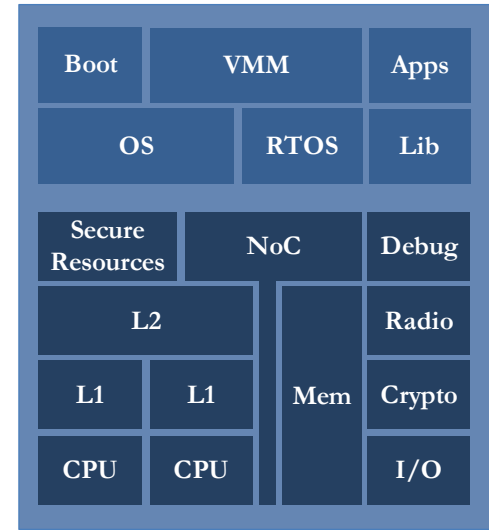 Boot VMM Apps
OS RTOS Lib
Secure
Resources
NoC Debug
L2 Radio
L1 L1 Mem Crypto
CPU CPU I/O